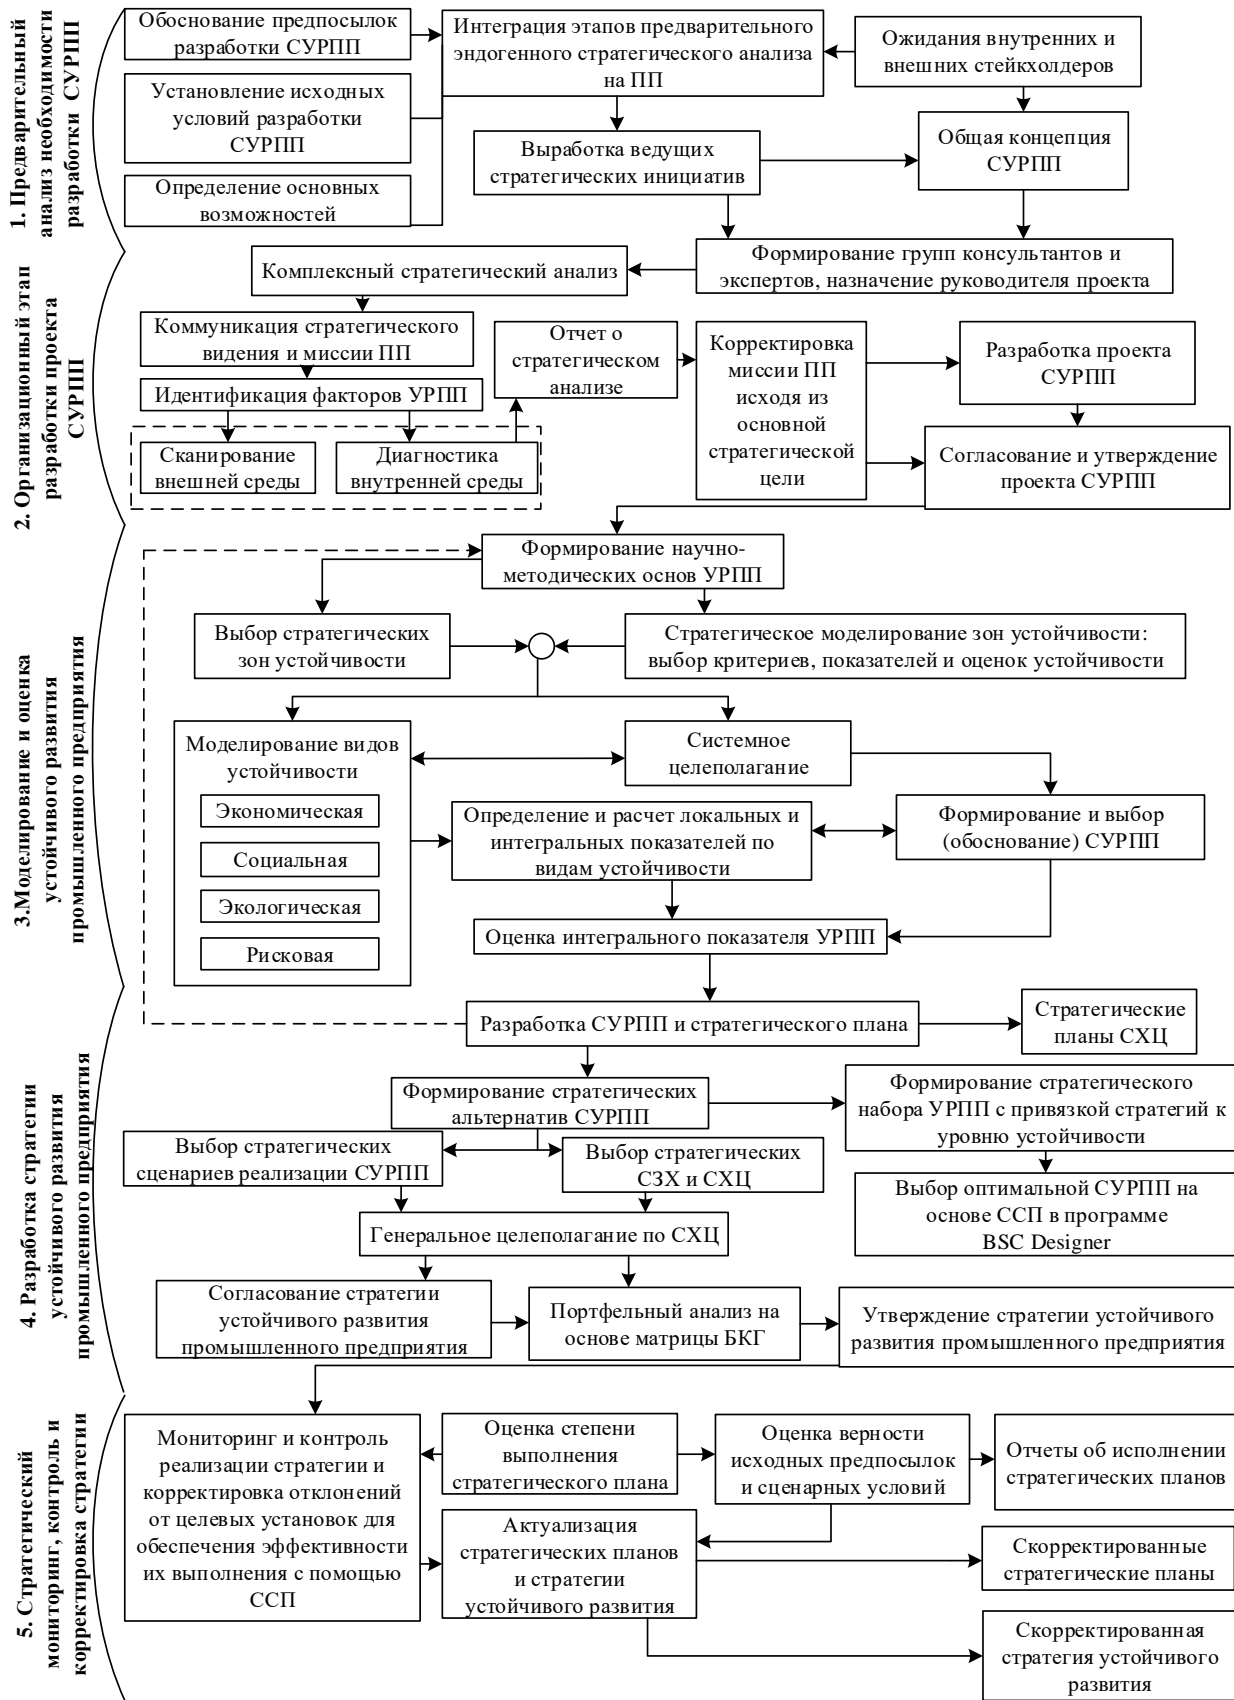 1. Предварительный
анализ необходимости
разработки СУРПП
Обоснование предпосылок
разработки СУРПП
Установление исходных
условий разработки
СУРПП
Определение основных
возможностей
Интеграция этапов предварительного
эндогенного стратегического анализа
на ПП
Ожидания внутренних и
внешних стейкхолдеров
Выработка ведущих
стратегических инициатив
Общая концепция
СУРПП
2. Организационный этап
разработки проекта
СУРПП
Формирование групп консультантов и
экспертов, назначение руководителя проекта
Комплексный стратегический анализ
Коммуникация стратегического
видения и миссии ПП
Идентификация факторов УРПП
Сканирование
внешней среды
Диагностика
внутренней среды
Отчет о
стратегическом
анализе
Корректировка
миссии ПП
исходя из
основной
стратегической
цели
Разработка проекта
СУРПП
Согласование и утверждение
проекта СУРПП
3.Моделирование и оценка
устойчивого развития
промышленного предприятия
Формирование научно-
методических основ УРПП
Выбор стратегических
зон устойчивости
Стратегическое моделирование зон устойчивости:
выбор критериев, показателей и оценок устойчивости
Моделирование видов
устойчивости
Экономическая
Социальная
Экологическая
Рисковая
Системное
целеполагание
Определение и расчет локальных и
интегральных показателей по
видам устойчивости
Формирование и выбор
(обоснование) СУРПП
Оценка интегрального показателя УРПП
4. Разработка стратегии
устойчивого развития
промышленного предприятия
Разработка СУРПП и стратегического плана
Стратегические
планы СХЦ
Формирование стратегических
альтернатив СУРПП
Формирование стратегического
набора УРПП с привязкой стратегий к
уровню устойчивости
Выбор стратегических
сценариев реализации СУРПП
Выбор стратегических
СЗХ и СХЦ
Выбор оптимальной СУРПП на
основе ССП в программе
BSC Designer
Генеральное целеполагание по СХЦ
Согласование стратегии
устойчивого развития
промышленного предприятия
Портфельный анализ на
основе матрицы БКГ
Утверждение стратегии устойчивого
развития промышленного предприятия
5. Стратегический
мониторинг, контроль и
корректировка стратегии
Мониторинг и контроль
реализации стратегии и
корректировка отклонений
от целевых установок для
обеспечения эффективности
их выполнения с помощью
ССП
Оценка степени
выполнения
стратегического плана
Оценка верности
исходных предпосылок
и сценарных условий
Отчеты об исполнении
стратегических планов
Актуализация
стратегических планов
и стратегии
устойчивого развития
Скорректированные
стратегические планы
Скорректированная
стратегия устойчивого
развития